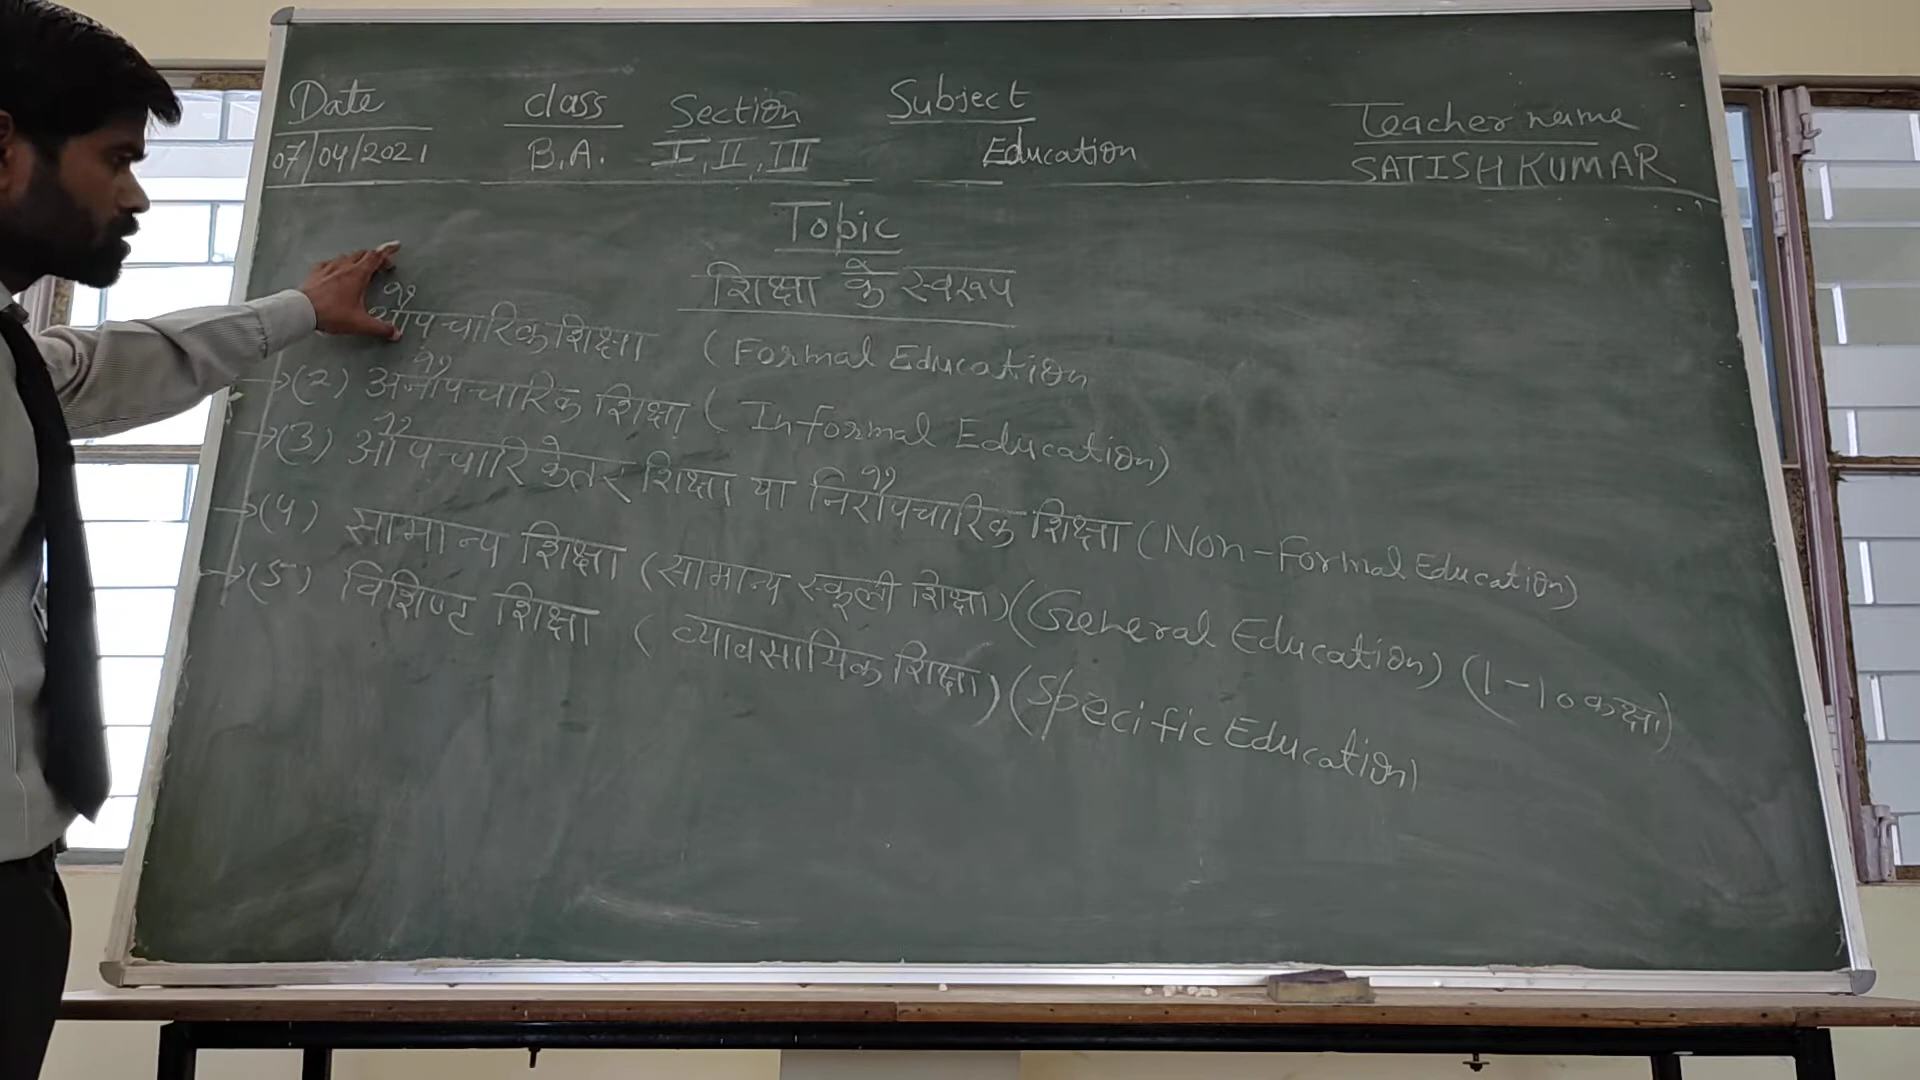 Date class Section Subject Teacher name
07/04/2021 B.A. I, II, III Education SATISH KUMAR
Topic
शिक्षा के स्वरूप
औपचारिक शिक्षा (Formal Education
→(2) अनौपचारिक शिक्षा (Informal Education)
→(3) औपचारिकेतर शिक्षा या निरौपचारिक शिक्षा (Non-Formal Education)
→(4) सामान्य शिक्षा (सामान्य स्कूली शिक्षा) (General Education) (1-10 कक्षा)
→(5) विशिष्ट शिक्षा (व्यावसायिक शिक्षा) (Specific Education)